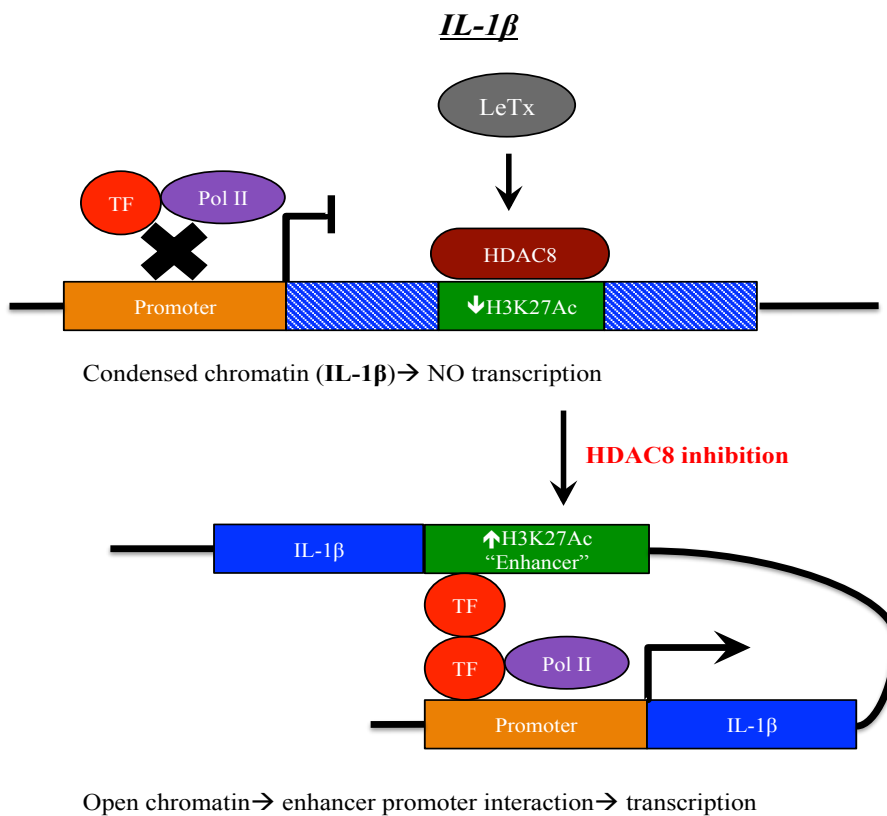 IL-1β
LeTx
TF
Pol II
HDAC8
Promoter
↓H3K27Ac
Condensed chromatin (IL-1β)→ NO transcription
HDAC8 inhibition
IL-1β
↑H3K27Ac
“Enhancer”
TF
TF
Pol II
Promoter
IL-1β
Open chromatin→ enhancer promoter interaction→ transcription